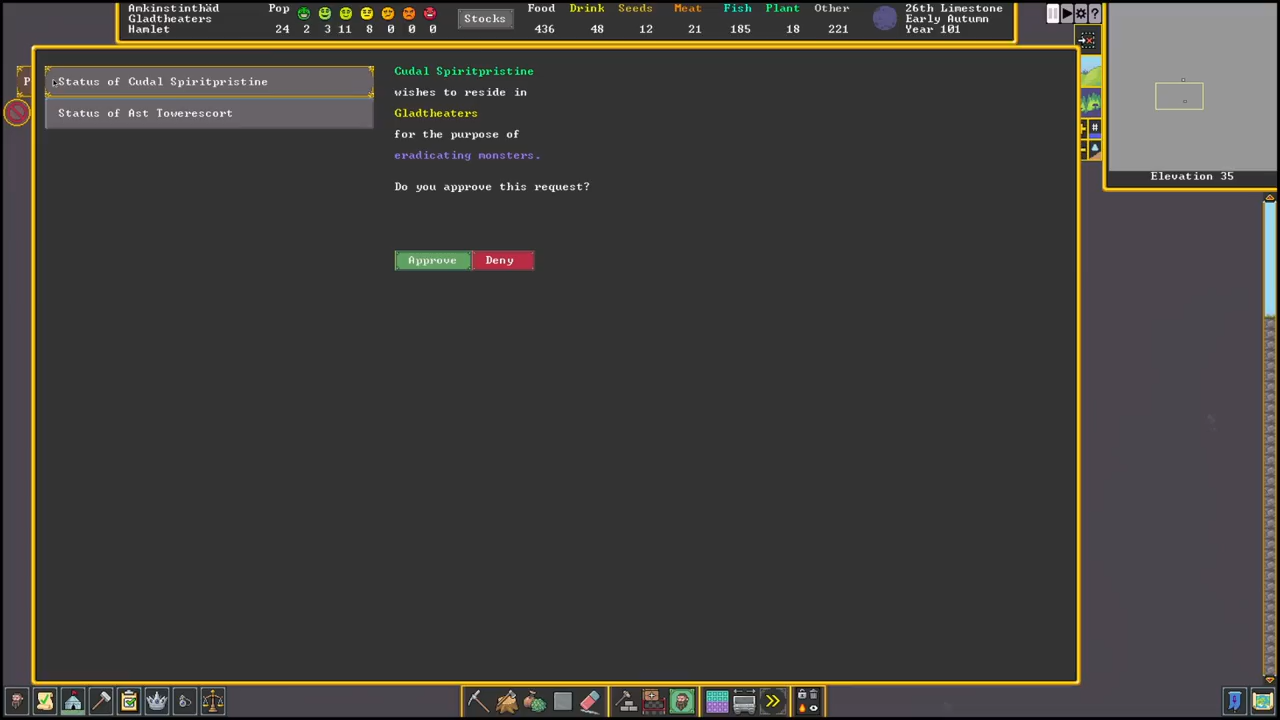 Amkinstinthäd
Gladtheaters
Hamlet
Pop
24 2 3 11 8 0 0 0
Stocks
Food Drink Seeds Meat Fish Plant Other
436 48 12 21 185 18 221
26th Limestone
Early Autumn
Year 101
?
P
Status of Cudal Spiritpristine
Status of Ast Towerescort
Cudal Spiritpristine
wishes to reside in
Gladtheaters
for the purpose of
eradicating monsters.
Do you approve this request?
Approve Deny
#
Elevation 35